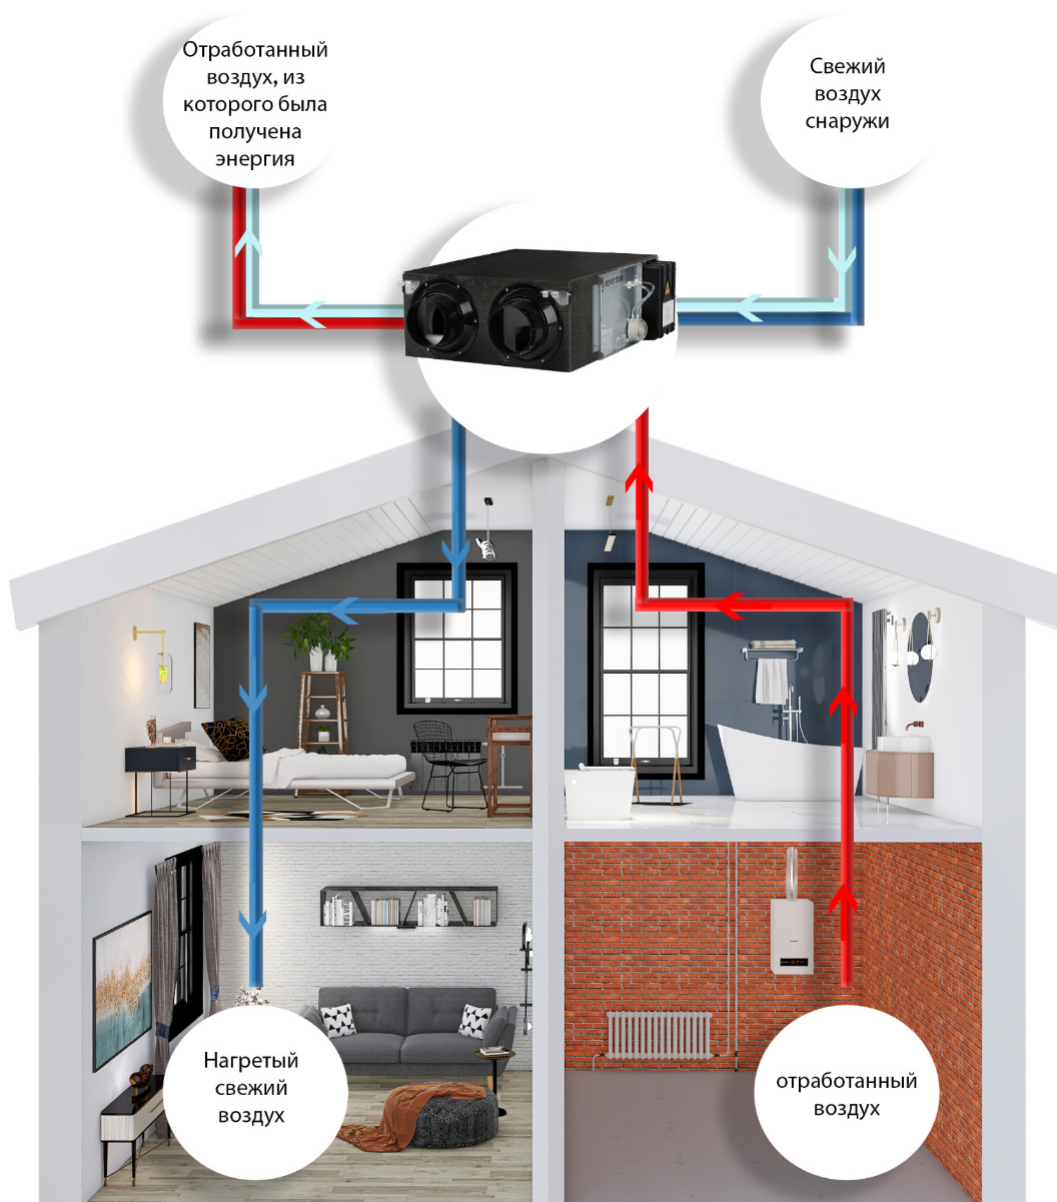 Отработанный
воздух, из
которого была
получена
энергия
Свежий
воздух
снаружи
Нагретый
свежий
воздух
отработанный
воздух